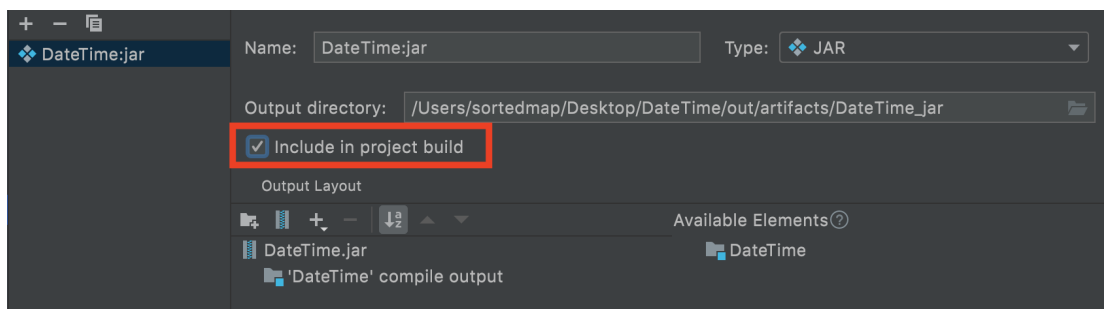 DateTime:jar
Name: DateTime:jar Type: JAR
Output directory: /Users/sortedmap/Desktop/DateTime/out/artifacts/DateTime_jar
Include in project build
Output Layout
Available Elements
DateTime.jar
DateTime
'DateTime' compile output